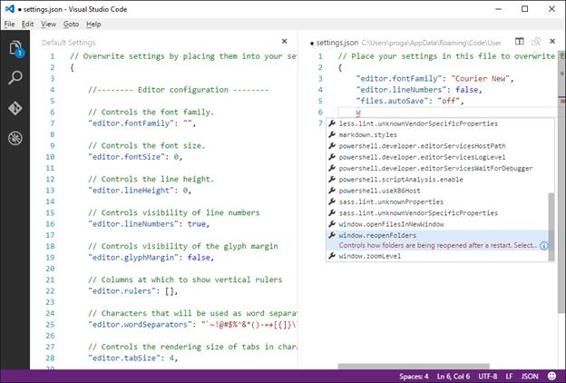 settings.json - Visual Studio Code
File Edit View Goto Help
Default Settings
1 // Overwrite settings by placing them into your se
2 {
3
4 //-------- Editor configuration --------
5
6 // Controls the font family.
7 "editor.fontFamily": "",
8
9 // Controls the font size.
10 "editor.fontSize": 0,
11
12 // Controls the line height.
13 "editor.lineHeight": 0,
14
15 // Controls visibility of line numbers
16 "editor.lineNumbers": true,
17
18 // Controls visibility of the glyph margin
19 "editor.glyphMargin": false,
20
21 // Columns at which to show vertical rulers
22 "editor.rulers": [],
23
24 // Characters that will be used as word separat
25 "editor.wordSeparators": "`~!@#$%^&*()-=+[{]}\
26
27 // Controls the rendering size of tabs in chara
28 "editor.tabSize": 4,
settings.json C:\Users\proga\AppData\Roaming\Code\User
1 // Place your settings in this file to overwrite t
2 {
3 "editor.fontFamily": "Courier New",
4 "editor.lineNumbers": false,
5 "files.autoSave": "off",
6 w
7
less.lint.unknownVendorSpecificProperties
markdown.styles
powershell.developer.editorServicesHostPath
powershell.developer.editorServicesLogLevel
powershell.developer.editorServicesWaitForDebugger
powershell.scriptAnalysis.enable
powershell.useX86Host
sass.lint.unknownProperties
sass.lint.unknownVendorSpecificProperties
window.openFilesInNewWindow
window.reopenFolders
Controls how folders are being reopened after a restart. Select...
window.zoomLevel
1
Spaces: 4 Ln 6, Col 6 UTF-8 LF JSON